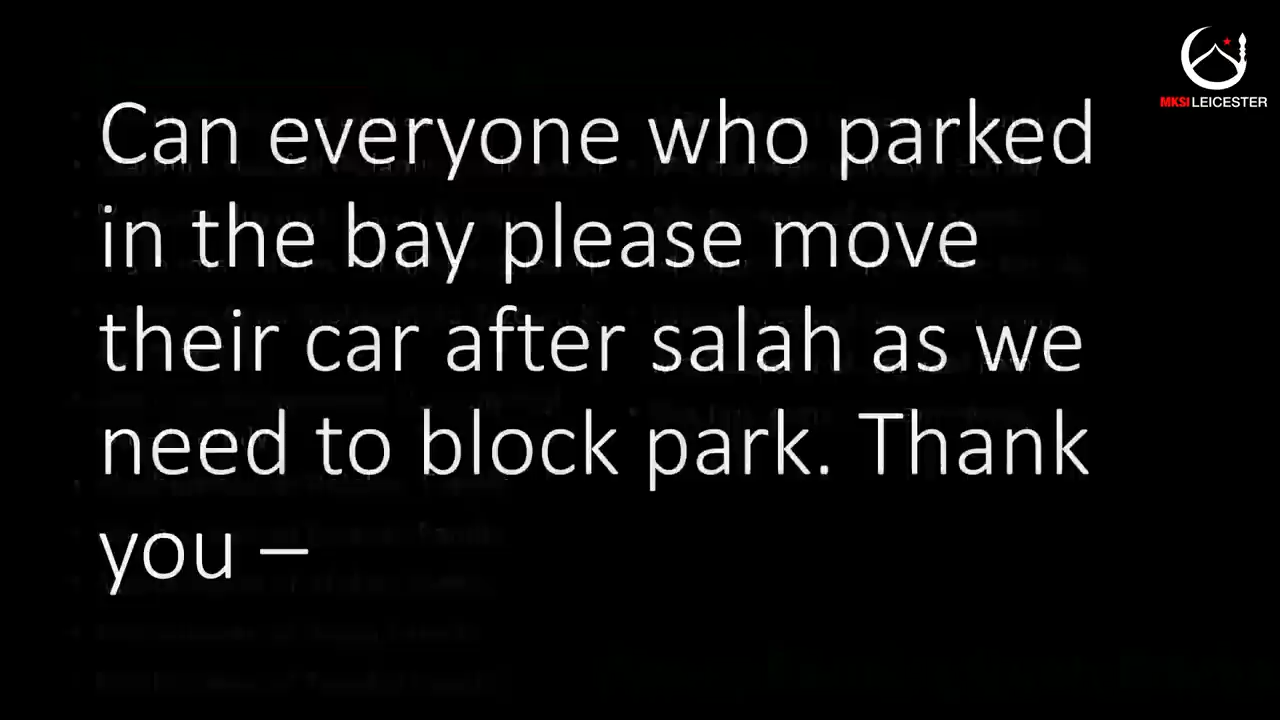 MKSI LEICESTER
Can everyone who parked
in the bay please move
their car after salah as we
need to block park. Thank
you –